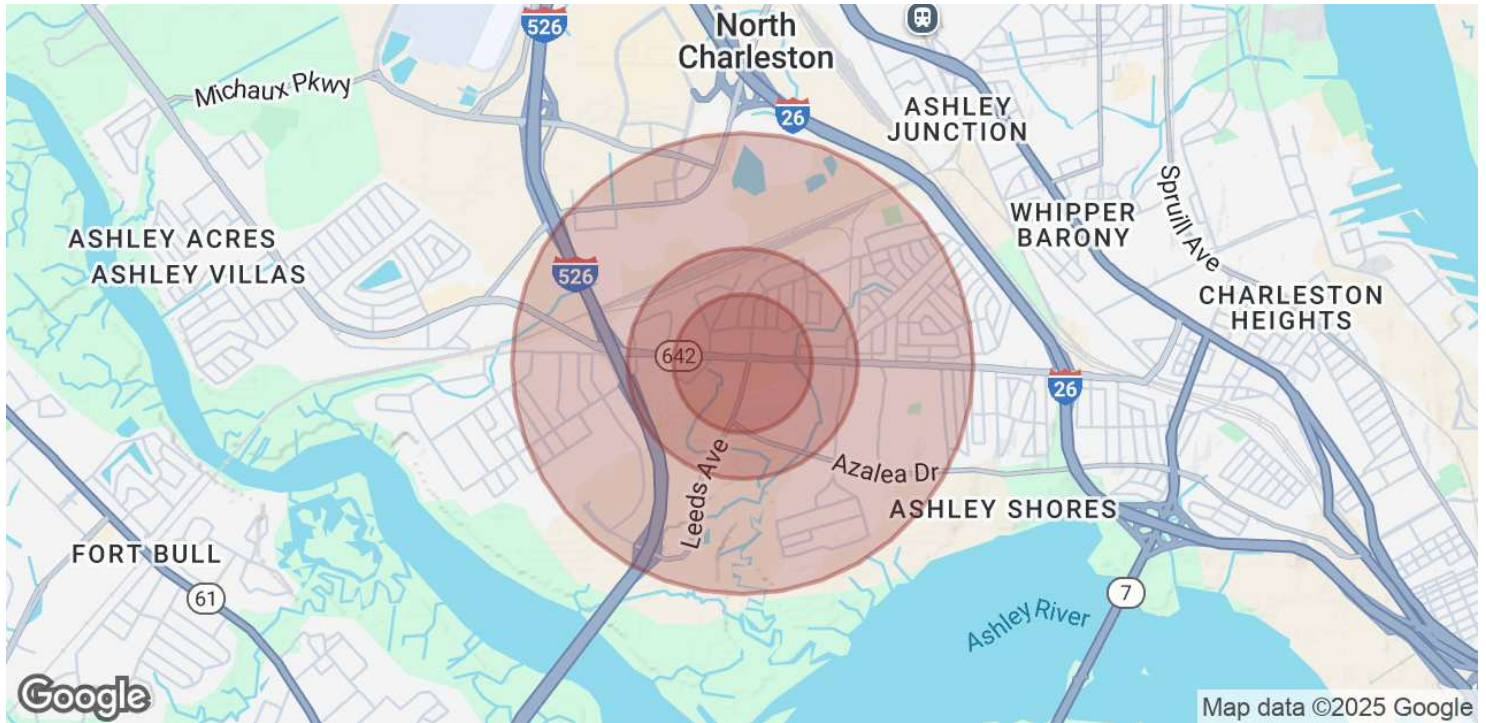 526
North
Charleston
Michaux Pkwy
26
ASHLEY
JUNCTION
Spruill Ave
WHIPPER
BARONY
ASHLEY ACRES
ASHLEY VILLAS
526
CHARLESTON
HEIGHTS
642
26
Leeds Ave
Azalea Dr
ASHLEY SHORES
FORT BULL
61
7
Ashley River
Google
Map data ©2025 Google